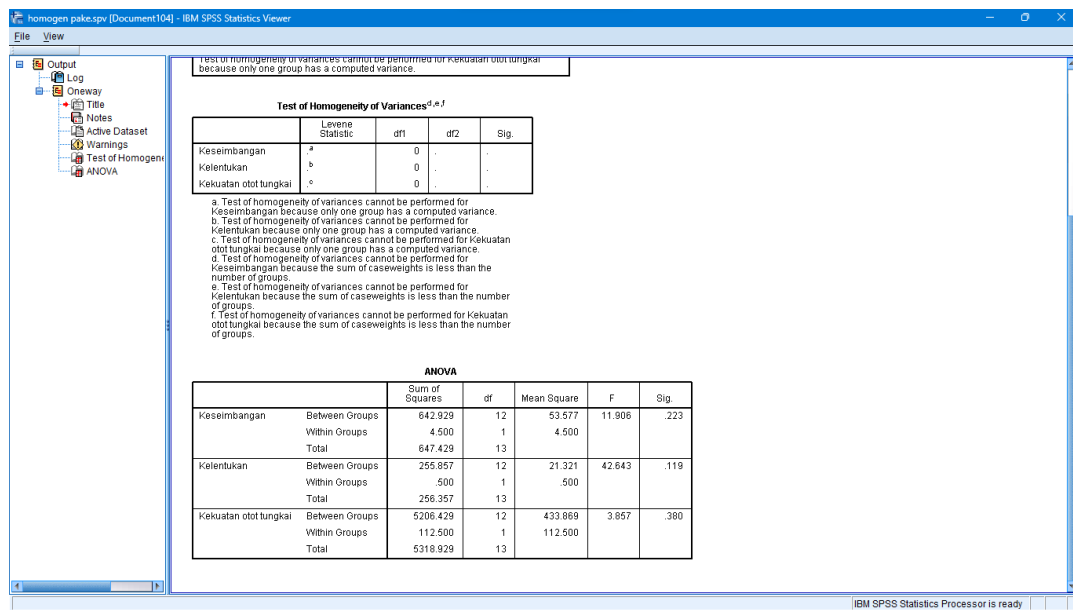 homogen pake.spv [Document104] - IBM SPSS Statistics Viewer
File View
Output
Log
Oneway
Title
Notes
Active Dataset
Warnings
Test of Homogene
ANOVA
Test of homogeneity of variances cannot be performed for Kekuatan otot tungkai
because only one group has a computed variance.
Test of Homogeneity of Variances d,e,f
Levene
Statistic df1 df2 Sig.
Keseimbangan .a 0 . .
Kelentukan .b 0 . .
Kekuatan otot tungkai .c 0 . .
a. Test of homogeneity of variances cannot be performed for
Keseimbangan because only one group has a computed variance.
b. Test of homogeneity of variances cannot be performed for
Kelentukan because only one group has a computed variance.
c. Test of homogeneity of variances cannot be performed for Kekuatan
otot tungkai because only one group has a computed variance.
d. Test of homogeneity of variances cannot be performed for
Keseimbangan because the sum of caseweights is less than the
number of groups.
e. Test of homogeneity of variances cannot be performed for
Kelentukan because the sum of caseweights is less than the number
of groups.
f. Test of homogeneity of variances cannot be performed for Kekuatan
otot tungkai because the sum of caseweights is less than the number
of groups.
ANOVA
Sum of
Squares df Mean Square F Sig.
Keseimbangan Between Groups 642.929 12 53.577 11.906 .223
Within Groups 4.500 1 4.500
Total 647.429 13
Kelentukan Between Groups 255.857 12 21.321 42.643 .119
Within Groups .500 1 .500
Total 256.357 13
Kekuatan otot tungkai Between Groups 5206.429 12 433.869 3.857 .380
Within Groups 112.500 1 112.500
Total 5318.929 13
IBM SPSS Statistics Processor is ready